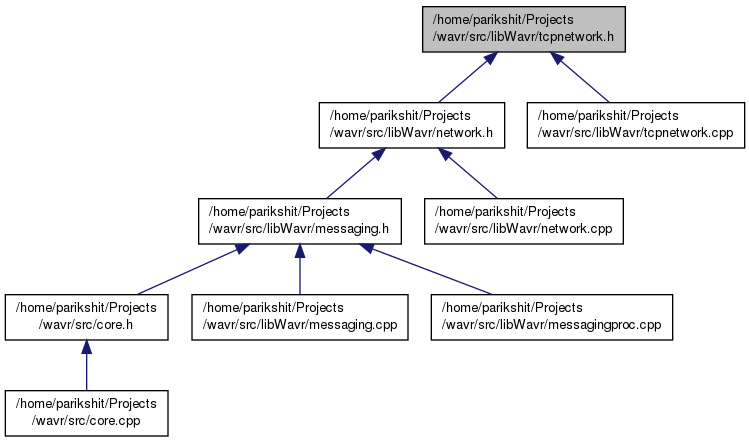 /home/parikshit/Projects
/wavr/src/libWavr/tcpnetwork.h
/home/parikshit/Projects
/wavr/src/libWavr/network.h
/home/parikshit/Projects
/wavr/src/libWavr/tcpnetwork.cpp
/home/parikshit/Projects
/wavr/src/libWavr/messaging.h
/home/parikshit/Projects
/wavr/src/libWavr/network.cpp
/home/parikshit/Projects
/wavr/src/core.h
/home/parikshit/Projects
/wavr/src/libWavr/messaging.cpp
/home/parikshit/Projects
/wavr/src/libWavr/messagingproc.cpp
/home/parikshit/Projects
/wavr/src/core.cpp